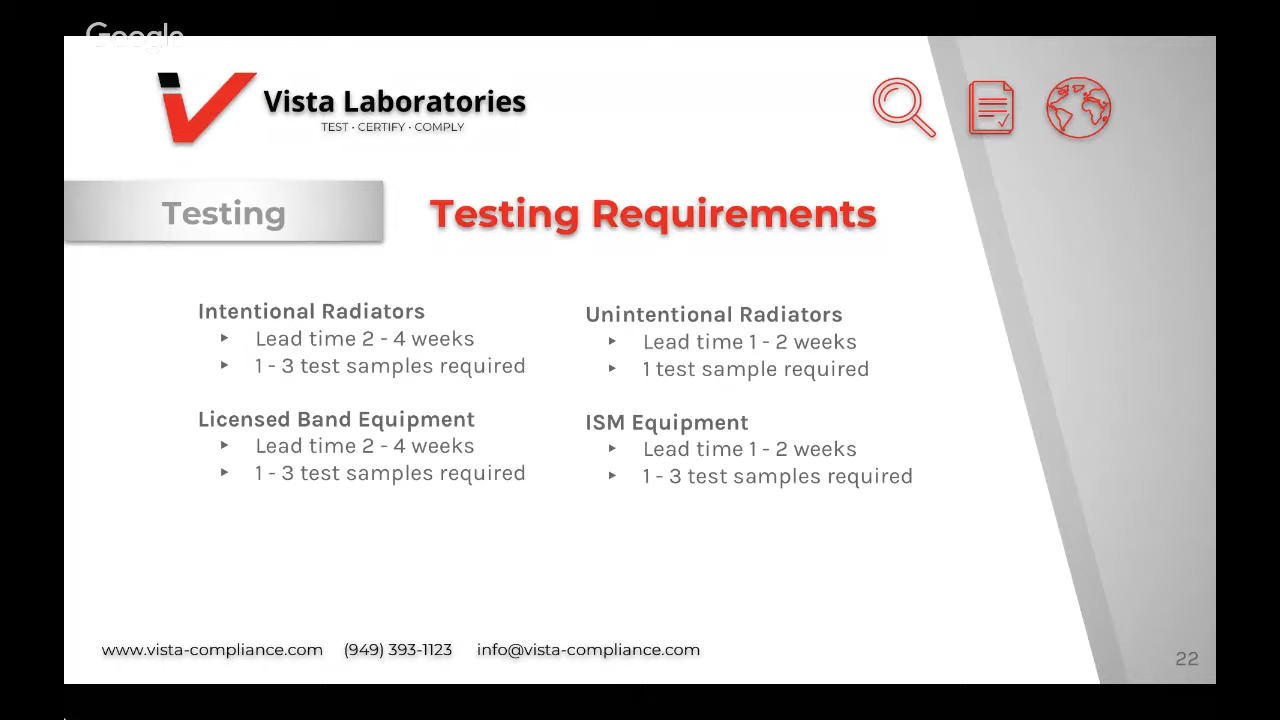 Google
Vista Laboratories
TEST · CERTIFY · COMPLY
Testing
Testing Requirements
Intentional Radiators
‣ Lead time 2 - 4 weeks
‣ 1 - 3 test samples required
Licensed Band Equipment
‣ Lead time 2 - 4 weeks
‣ 1 - 3 test samples required
Unintentional Radiators
‣ Lead time 1 - 2 weeks
‣ 1 test sample required
ISM Equipment
‣ Lead time 1 - 2 weeks
‣ 1 - 3 test samples required
www.vista-compliance.com (949) 393-1123 info@vista-compliance.com
22